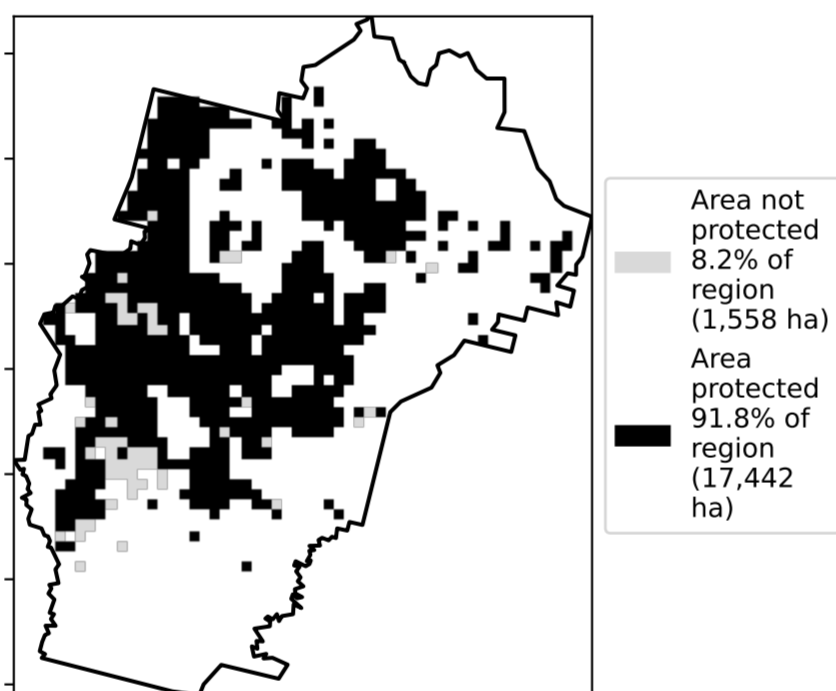 Area not
protected
8.2% of
region
(1,558 ha)
Area
protected
91.8% of
region
(17,442
ha)